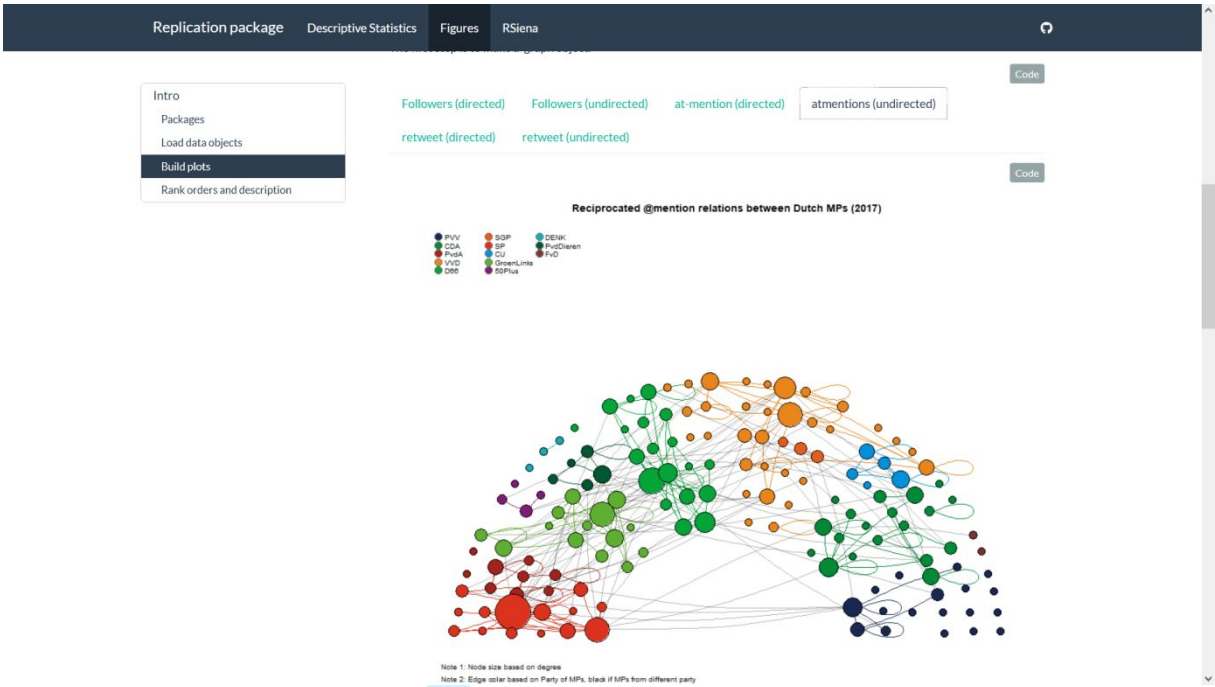 Replication package Descriptive Statistics Figures RSiena
Code
Intro
Packages
Load data objects
Build plots
Rank orders and description
Followers (directed) Followers (undirected) at-mention (directed) atmentions (undirected)
retweet (directed) retweet (undirected)
Code
Reciprocated @mention relations between Dutch MPs (2017)
PVV SGP DENK
CDA SP PvdDieren
PvdA CU FvD
VVD GroenLinks
D66 50Plus
Note 1: Node size based on degree
Note 2: Edge colar based on Party of MPs, black if MPs from different party